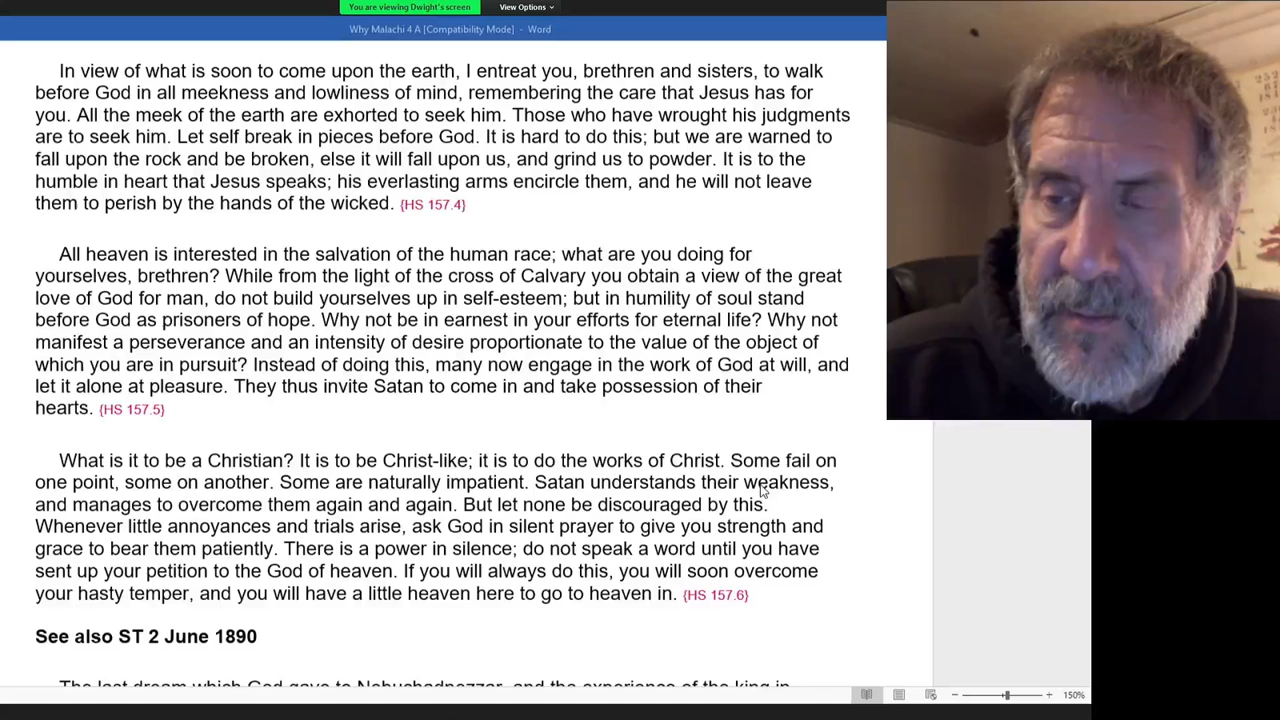 You are viewing Dwight's screen
View Options
Why Malachi 4 A [Compatibility Mode] - Word
In view of what is soon to come upon the earth, I entreat you, brethren and sisters, to walk
before God in all meekness and lowliness of mind, remembering the care that Jesus has for
you. All the meek of the earth are exhorted to seek him. Those who have wrought his judgments
are to seek him. Let self break in pieces before God. It is hard to do this; but we are warned to
fall upon the rock and be broken, else it will fall upon us, and grind us to powder. It is to the
humble in heart that Jesus speaks; his everlasting arms encircle them, and he will not leave
them to perish by the hands of the wicked. {HS 157.4}
All heaven is interested in the salvation of the human race; what are you doing for
yourselves, brethren? While from the light of the cross of Calvary you obtain a view of the great
love of God for man, do not build yourselves up in self-esteem; but in humility of soul stand
before God as prisoners of hope. Why not be in earnest in your efforts for eternal life? Why not
manifest a perseverance and an intensity of desire proportionate to the value of the object of
which you are in pursuit? Instead of doing this, many now engage in the work of God at will, and
let it alone at pleasure. They thus invite Satan to come in and take possession of their
hearts. {HS 157.5}
What is it to be a Christian? It is to be Christ-like; it is to do the works of Christ. Some fail on
one point, some on another. Some are naturally impatient. Satan understands their weakness,
and manages to overcome them again and again. But let none be discouraged by this.
Whenever little annoyances and trials arise, ask God in silent prayer to give you strength and
grace to bear them patiently. There is a power in silence; do not speak a word until you have
sent up your petition to the God of heaven. If you will always do this, you will soon overcome
your hasty temper, and you will have a little heaven here to go to heaven in. {HS 157.6}
See also ST 2 June 1890
The last dream which God gave to Nebuchadnezzar, and the experience of the king in
150%